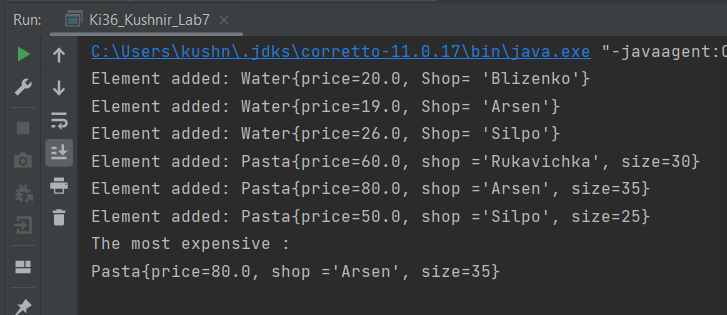 Run: Ki36_Kushnir_Lab7
C:\Users\kushn\.jdks\corretto-11.0.17\bin\java.exe "-javaagent:C
Element added: Water{price=20.0, Shop= 'Blizenko'}
Element added: Water{price=19.0, Shop= 'Arsen'}
Element added: Water{price=26.0, Shop= 'Silpo'}
Element added: Pasta{price=60.0, shop ='Rukavichka', size=30}
Element added: Pasta{price=80.0, shop ='Arsen', size=35}
Element added: Pasta{price=50.0, shop ='Silpo', size=25}
The most expensive :
Pasta{price=80.0, shop ='Arsen', size=35}